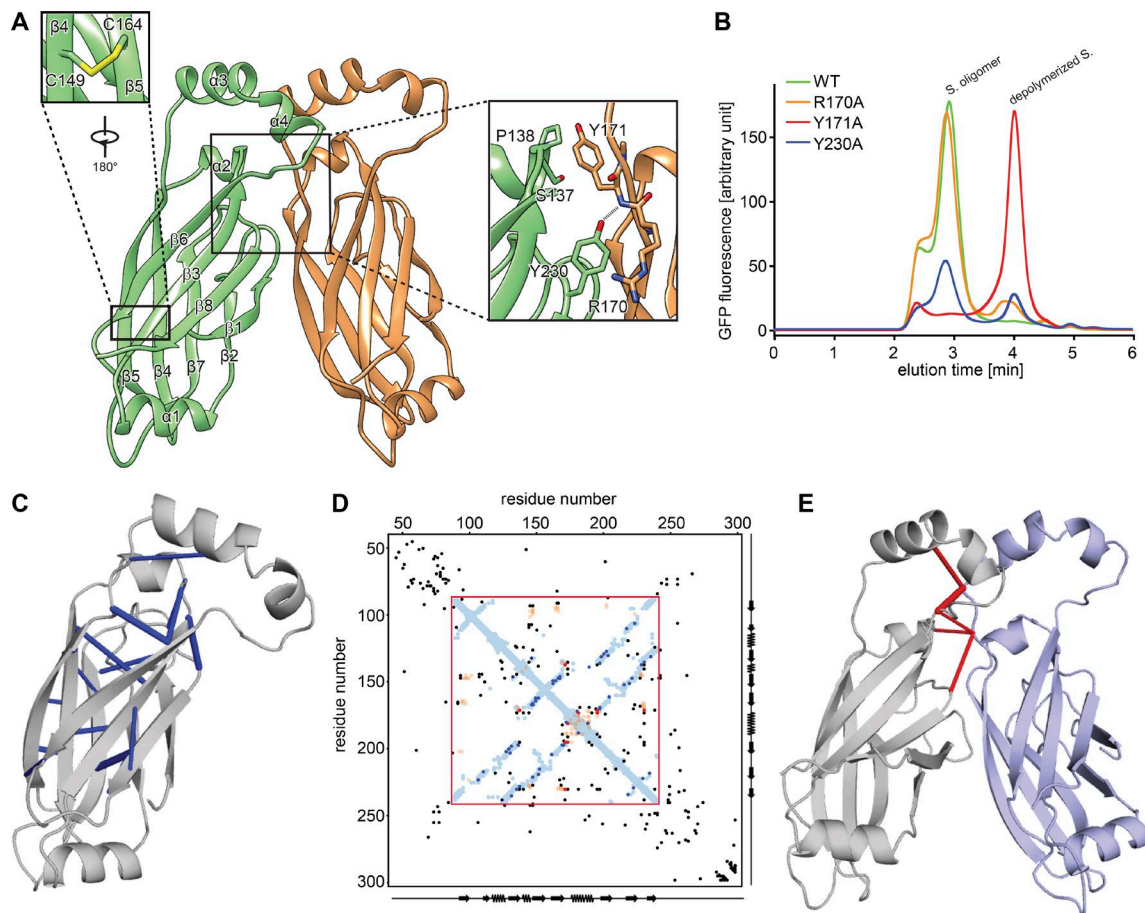 A
β4
C164
C149
β5
180°
α3
α4
α2
β6
β3
β8
β1
β2
β5
β4
β7
α1
P138
Y171
S137
Y230
R170
B
WT
R170A
Y171A
Y230A
S. oligomer
depolymerized S.
GFP fluorescence [arbitrary unit]
150
100
50
0
0 1 2 3 4 5 6
elution time [min]
C
D
residue number
50 100 150 200 250 300
residue number
50
100
150
200
250
300
E